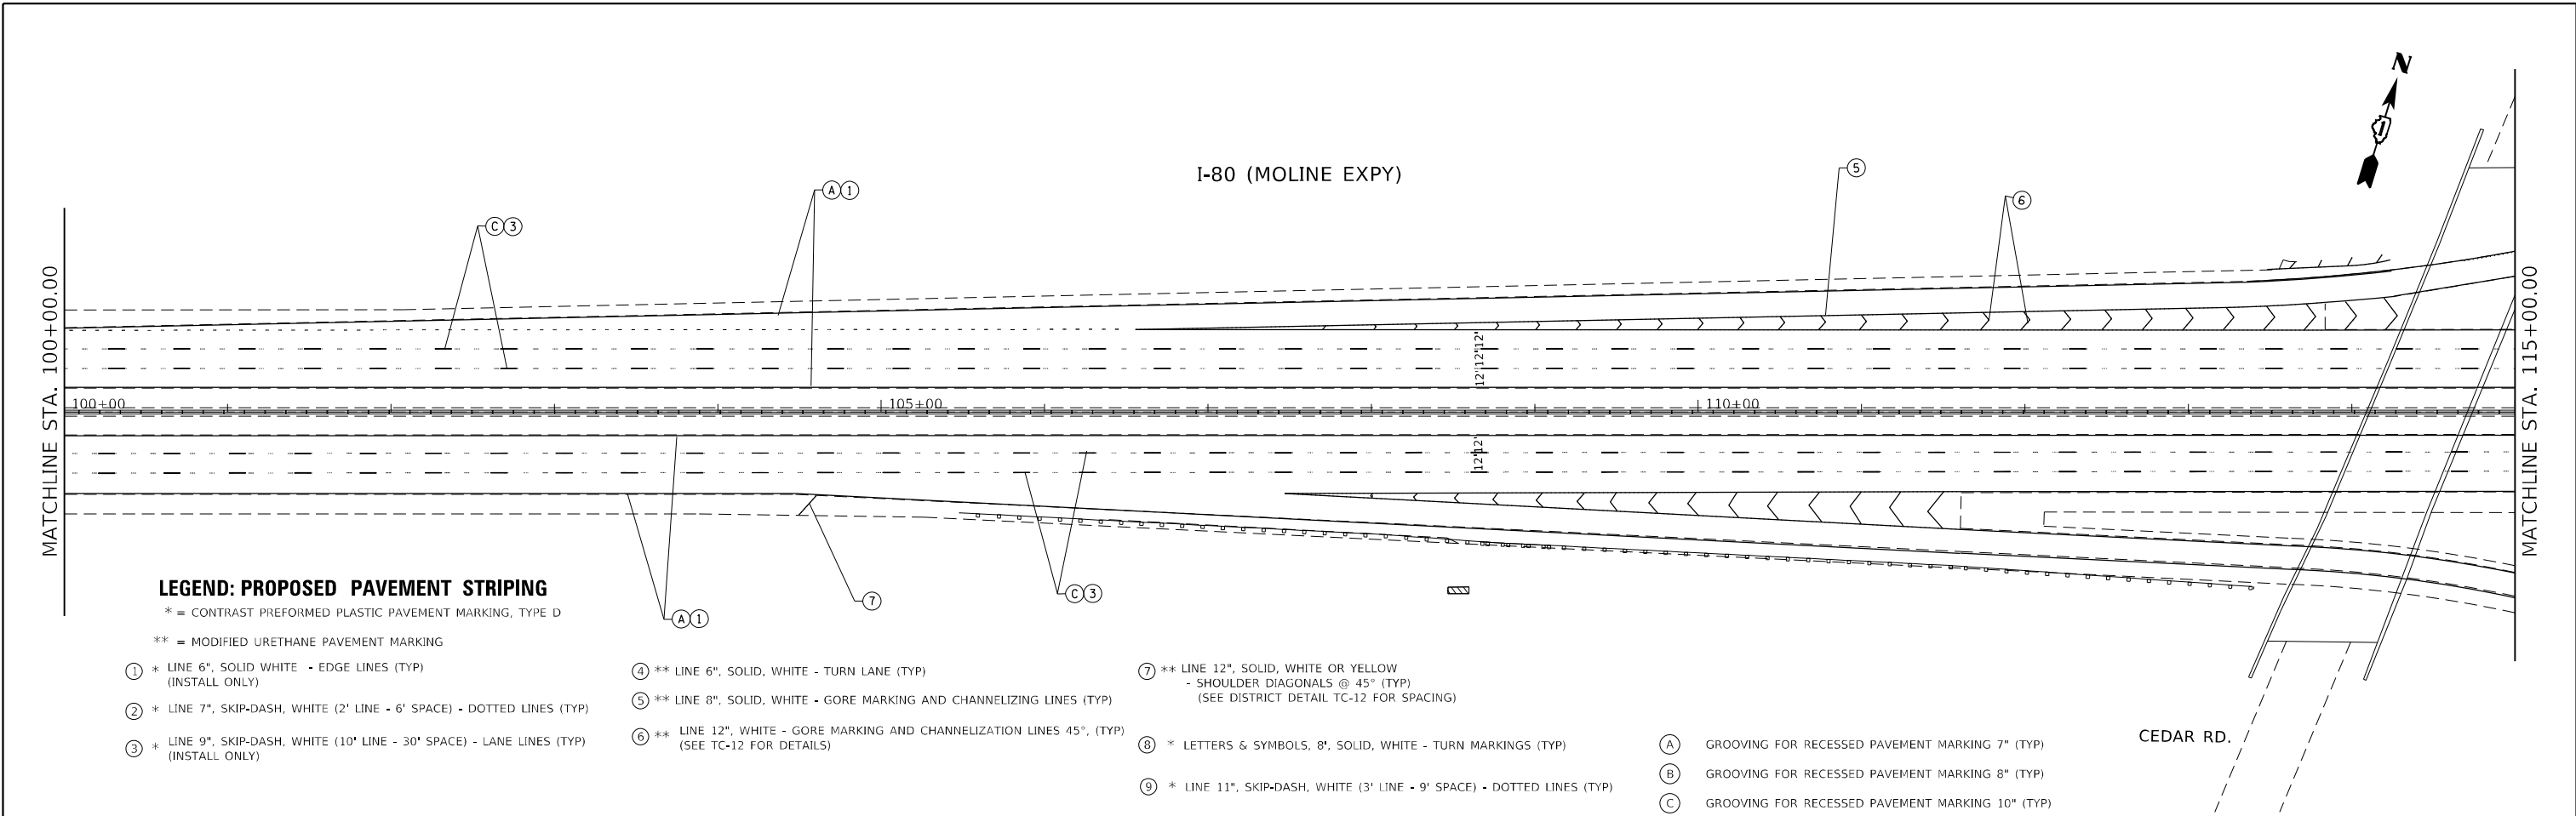 N
I-80 (MOLINE EXPY)
5
A 1
6
C 3
MATCHLINE STA. 100+00.00
MATCHLINE STA. 115+00.00
12' 12' 12'
100+00
105+00
110+00
12' 12'
7
C 3
A 1
LEGEND: PROPOSED PAVEMENT STRIPING
* = CONTRAST PREFORMED PLASTIC PAVEMENT MARKING, TYPE D
** = MODIFIED URETHANE PAVEMENT MARKING
1 * LINE 6", SOLID WHITE - EDGE LINES (TYP)
(INSTALL ONLY)
2 * LINE 7", SKIP-DASH, WHITE (2' LINE - 6' SPACE) - DOTTED LINES (TYP)
3 * LINE 9", SKIP-DASH, WHITE (10' LINE - 30' SPACE) - LANE LINES (TYP)
(INSTALL ONLY)
4 ** LINE 6", SOLID, WHITE - TURN LANE (TYP)
5 ** LINE 8", SOLID, WHITE - GORE MARKING AND CHANNELIZING LINES (TYP)
6 ** LINE 12", WHITE - GORE MARKING AND CHANNELIZATION LINES 45°, (TYP)
(SEE TC-12 FOR DETAILS)
7 ** LINE 12", SOLID, WHITE OR YELLOW
- SHOULDER DIAGONALS @ 45° (TYP)
(SEE DISTRICT DETAIL TC-12 FOR SPACING)
8 * LETTERS & SYMBOLS, 8', SOLID, WHITE - TURN MARKINGS (TYP)
9 * LINE 11", SKIP-DASH, WHITE (3' LINE - 9' SPACE) - DOTTED LINES (TYP)
A GROOVING FOR RECESSED PAVEMENT MARKING 7" (TYP)
B GROOVING FOR RECESSED PAVEMENT MARKING 8" (TYP)
C GROOVING FOR RECESSED PAVEMENT MARKING 10" (TYP)
CEDAR RD.